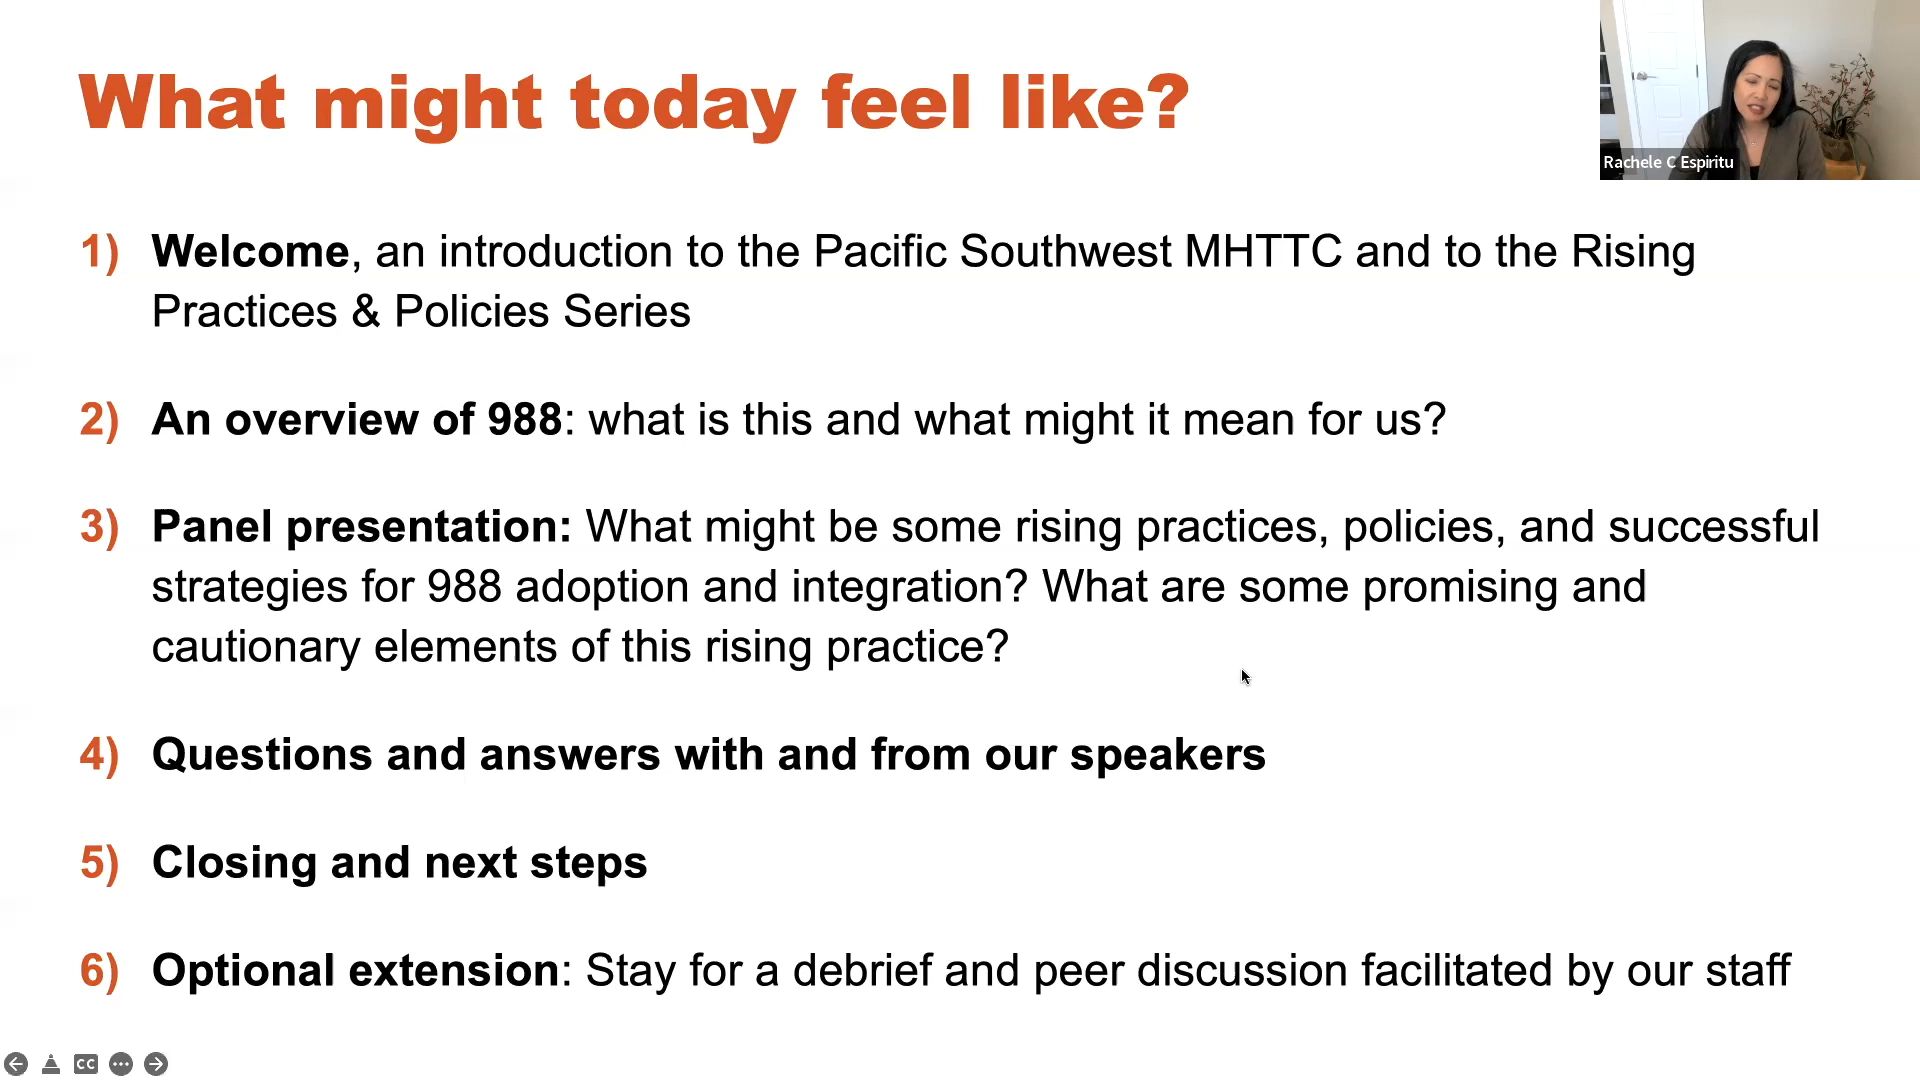 What might today feel like?
Rachele C Espiritu
1) Welcome, an introduction to the Pacific Southwest MHTTC and to the Rising
Practices & Policies Series
2) An overview of 988: what is this and what might it mean for us?
3) Panel presentation: What might be some rising practices, policies, and successful
strategies for 988 adoption and integration? What are some promising and
cautionary elements of this rising practice?
4) Questions and answers with and from our speakers
5) Closing and next steps
6) Optional extension: Stay for a debrief and peer discussion facilitated by our staff
CC